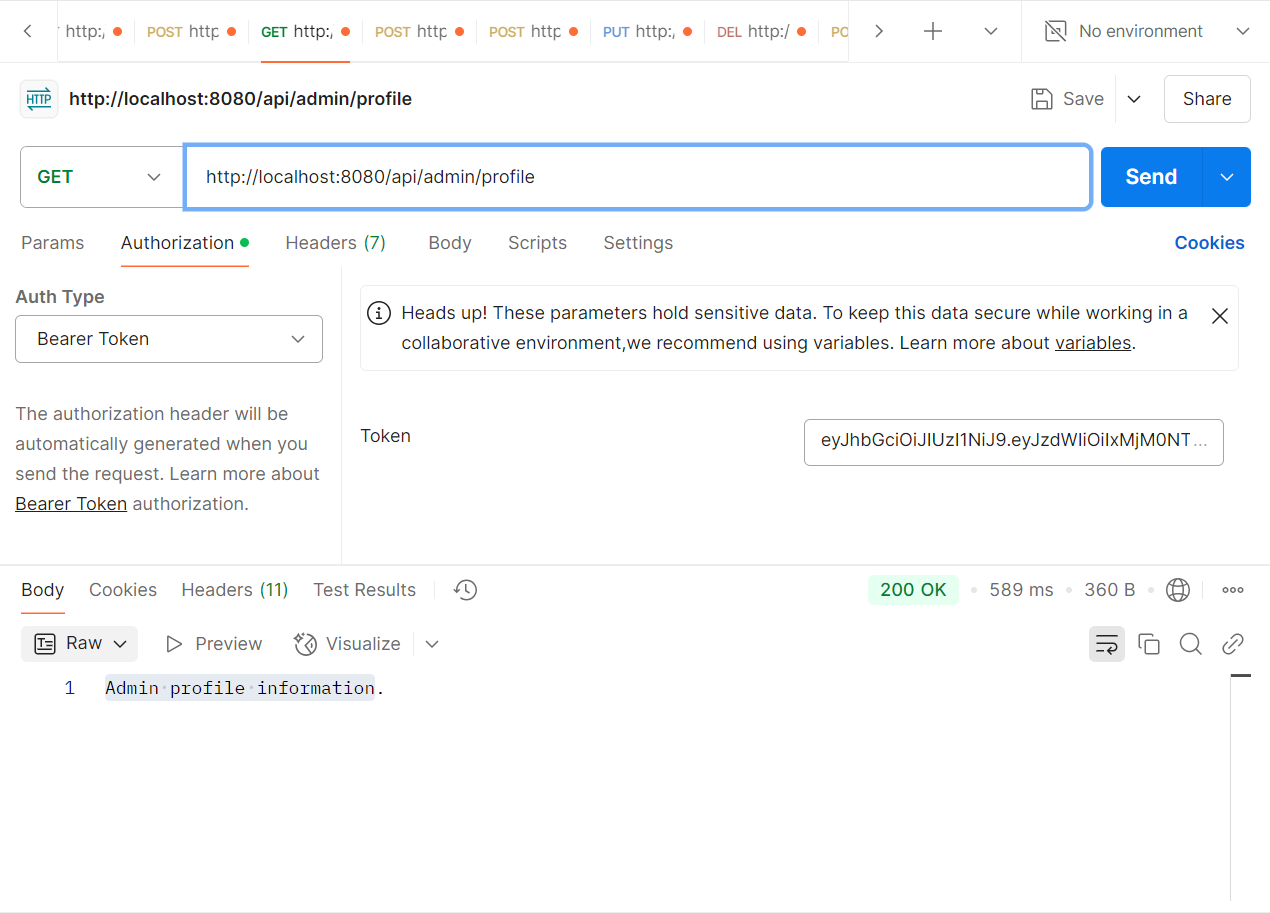 http:, POST http GET http:, POST http POST http PUT http:, DEL http:/ PO No environment
HTTP http://localhost:8080/api/admin/profile Save Share
GET http://localhost:8080/api/admin/profile Send
Params Authorization Headers (7) Body Scripts Settings Cookies
Auth Type
Bearer Token
The authorization header will be
automatically generated when you
send the request. Learn more about
Bearer Token authorization.
Heads up! These parameters hold sensitive data. To keep this data secure while working in a
collaborative environment,we recommend using variables. Learn more about variables.
Token eyJhbGciOiJIUzI1NiJ9.eyJzdWIiOiIxMjM0NT...
Body Cookies Headers (11) Test Results 200 OK 589 ms 360 B
Raw Preview Visualize
1 Admin profile information.